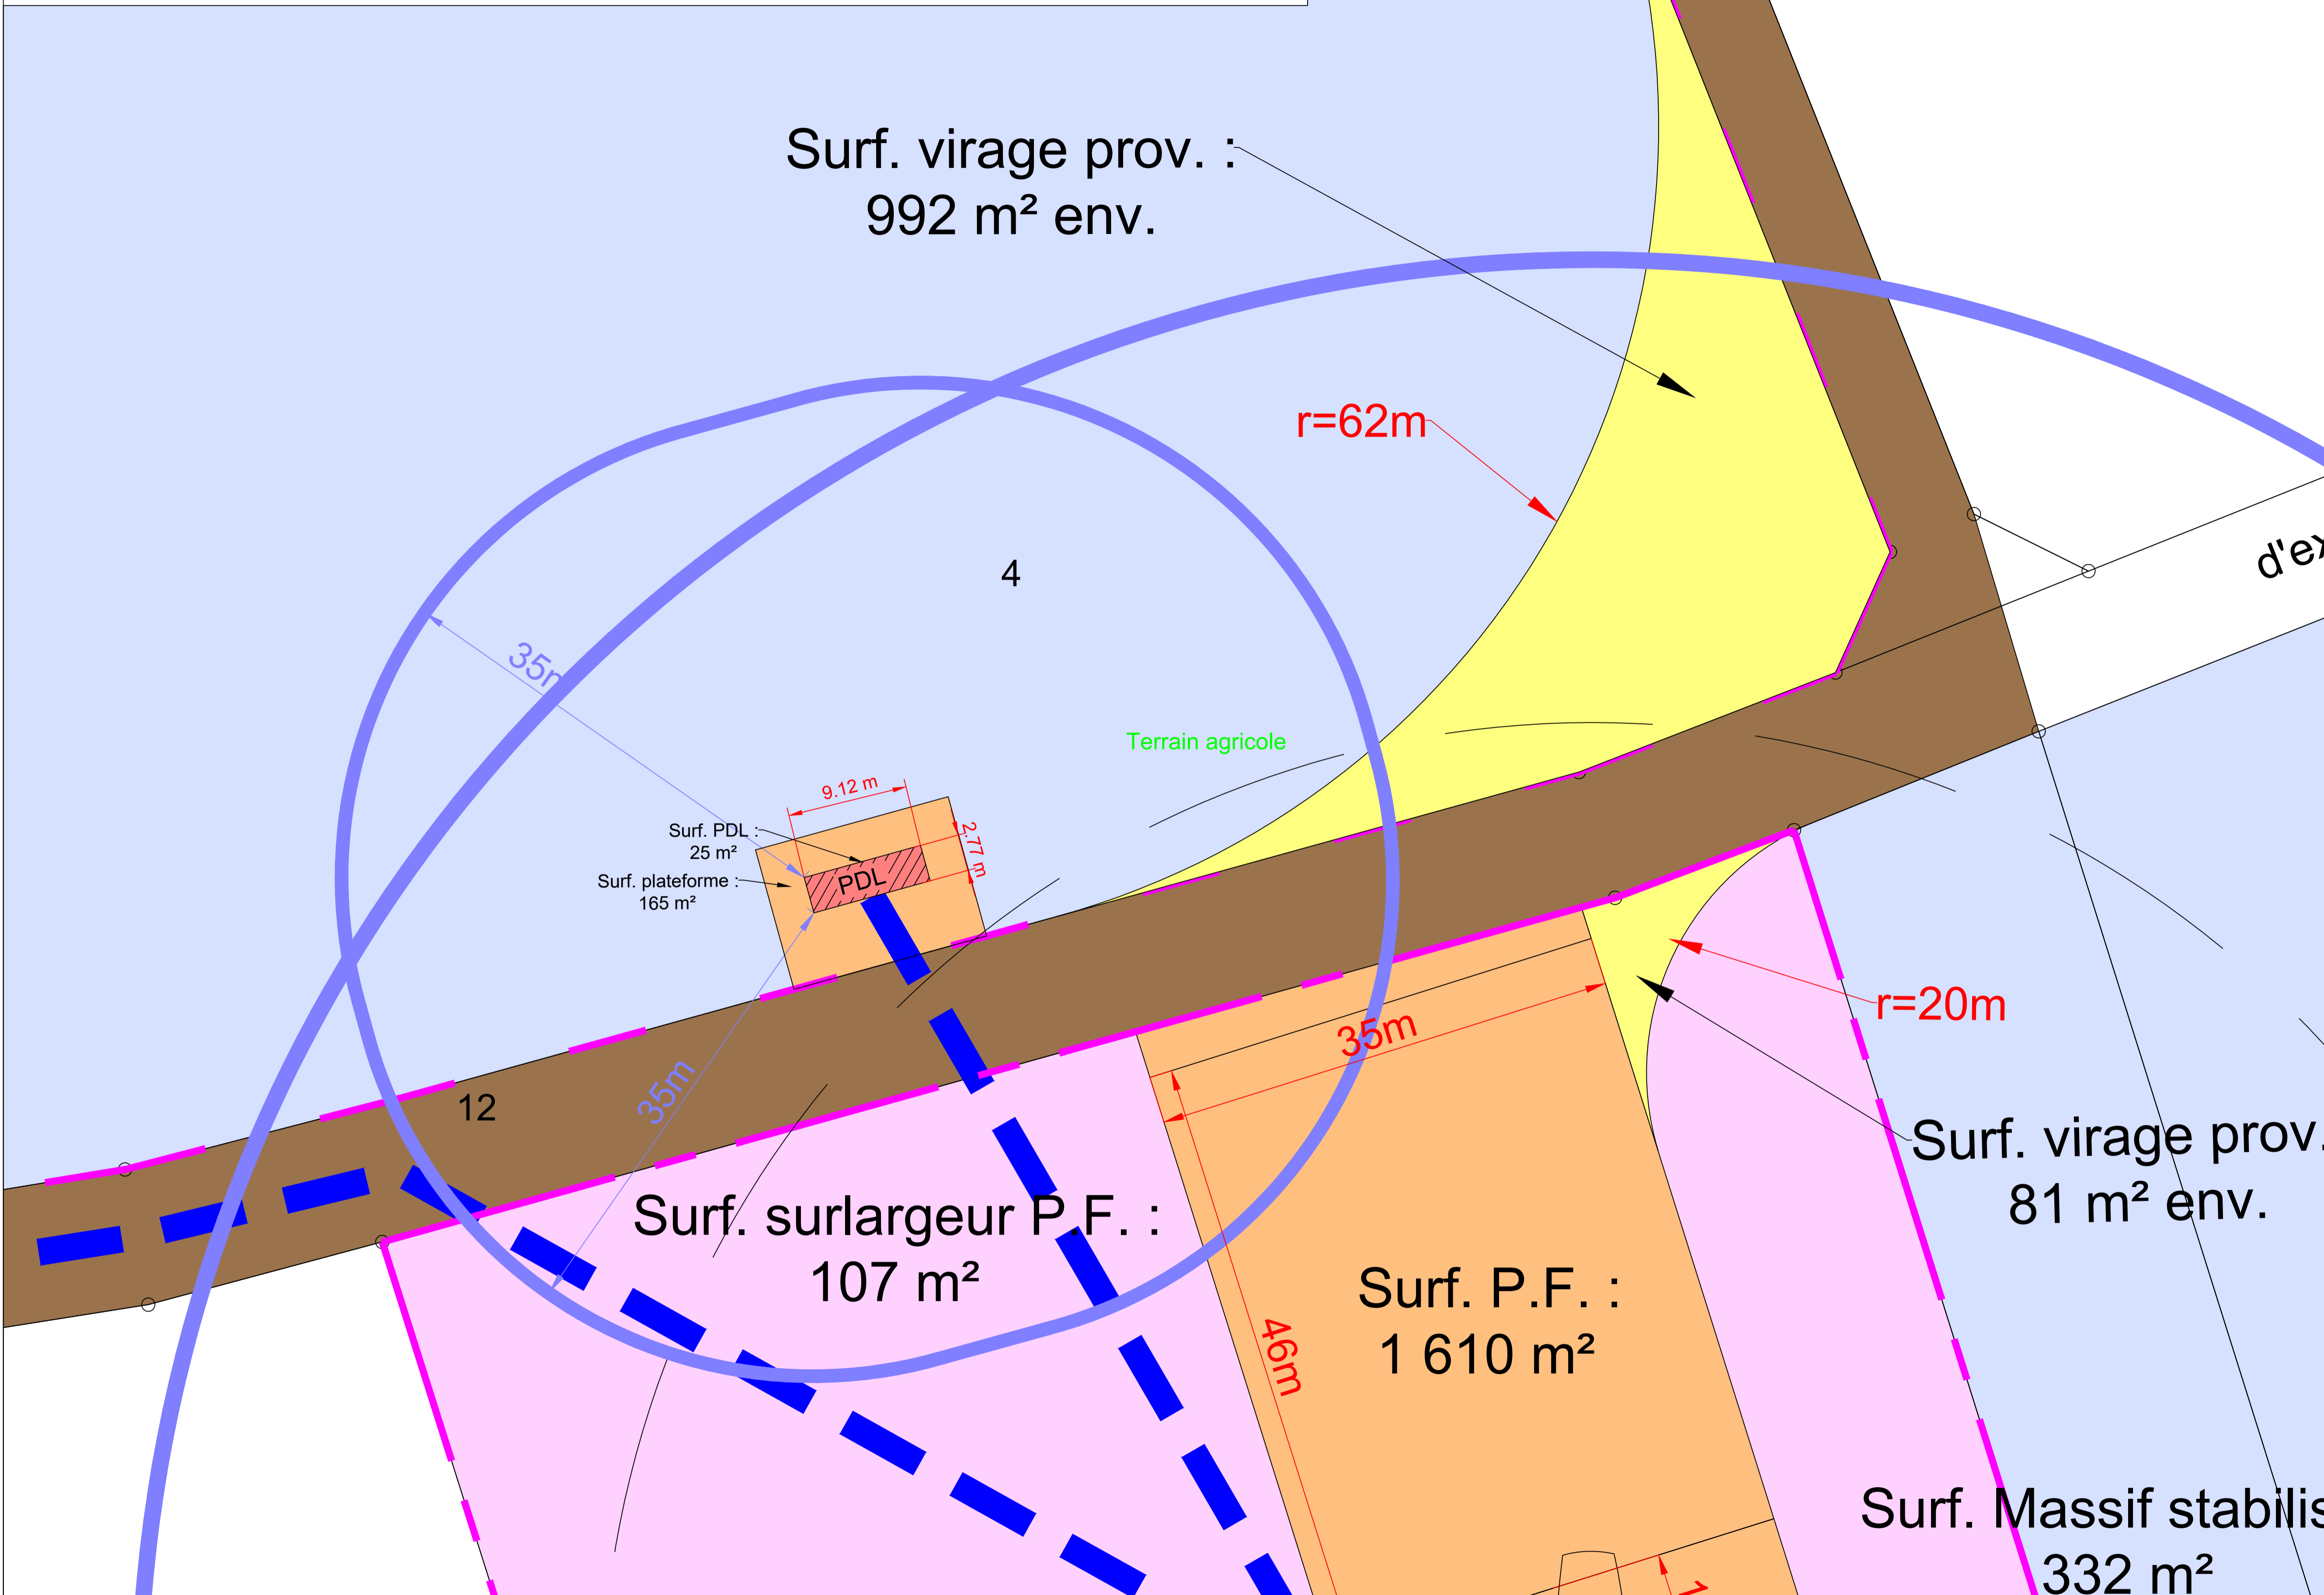 Surf. virage prov. :
992 m² env.
r=62m
d'ex
4
35m
Terrain agricole
9.12 m
2.77 m
Surf. PDL :
25 m²
PDL
Surf. plateforme :
165 m²
r=20m
35m
35m
12
Surf. virage prov.
81 m² env.
Surf. surlargeur P.F. :
107 m²
Surf. P.F. :
1 610 m²
46m
Surf. Massif stabilis
332 m²